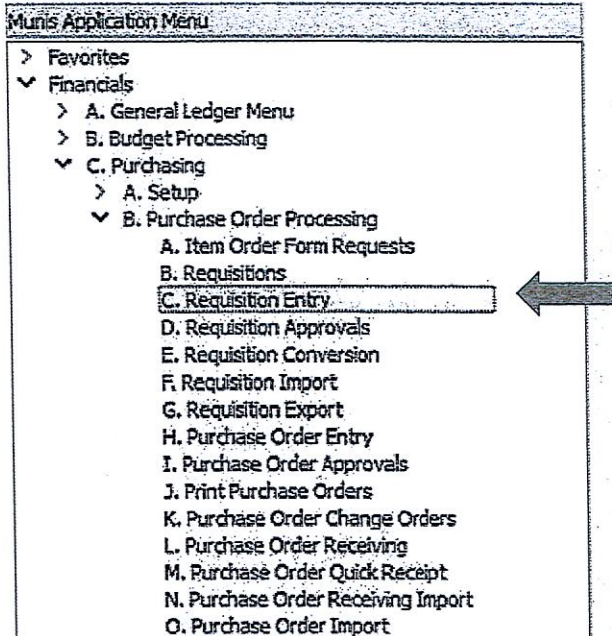 Munis Application Menu
> Favorites
Financials
> A. General Ledger Menu
> B. Budget Processing
C. Purchasing
> A. Setup
B. Purchase Order Processing
A. Item Order Form Requests
B. Requisitions
C. Requisition Entry
D. Requisition Approvals
E. Requisition Conversion
F. Requisition Import
G. Requisition Export
H. Purchase Order Entry
I. Purchase Order Approvals
J. Print Purchase Orders
K. Purchase Order Change Orders
L. Purchase Order Receiving
M. Purchase Order Quick Receipt
N. Purchase Order Receiving Import
O. Purchase Order Import